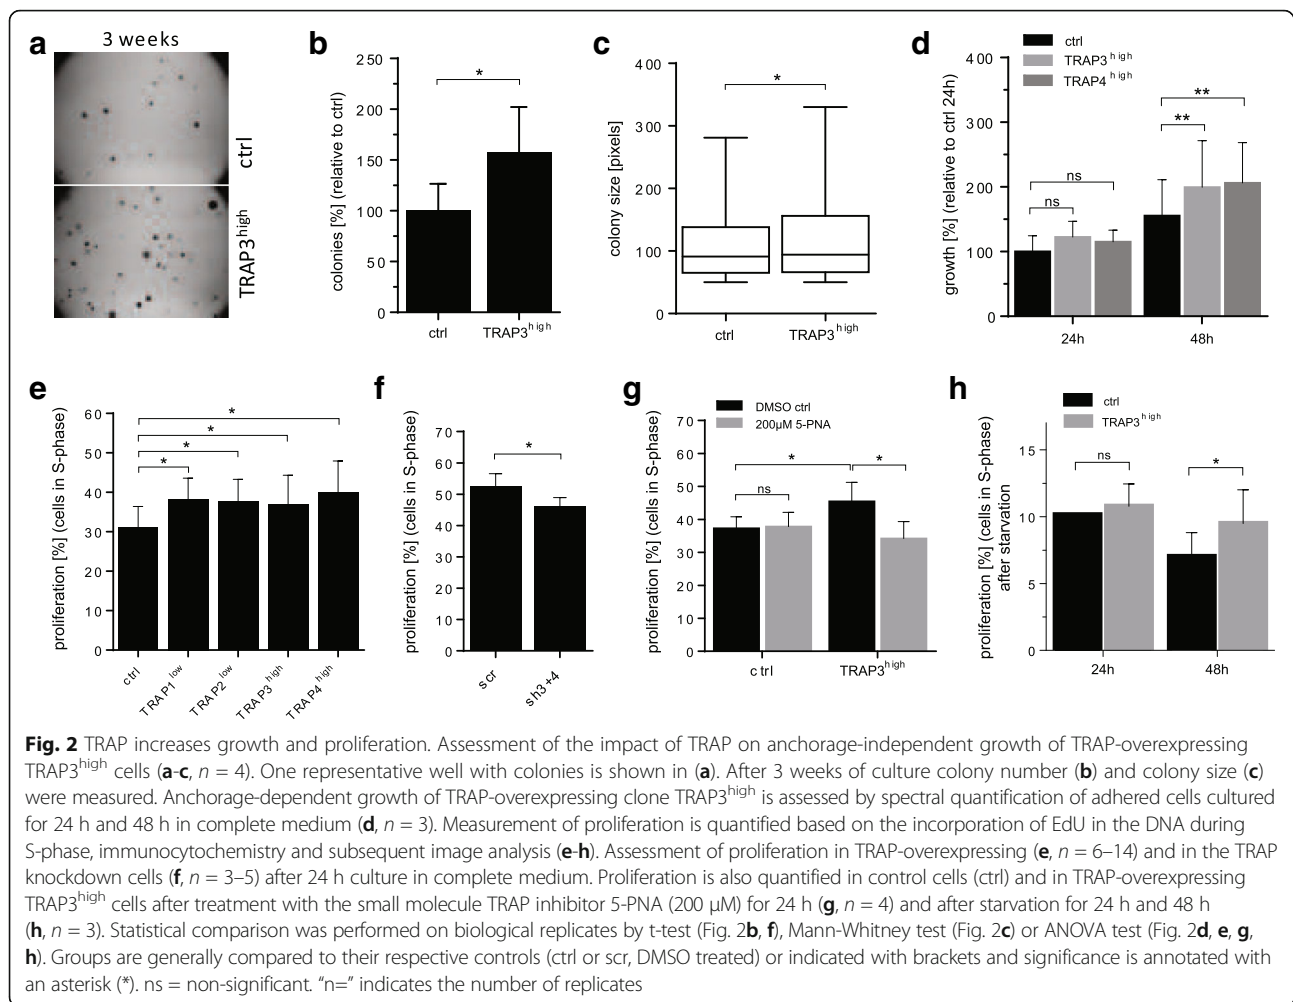 a
3 weeks
ctrl
TRAP3high
b
colonies [%] (relative to ctrl)
250
200
150
100
50
0
*
ctrl
TRAP3high
c
colony size [pixels]
400
300
200
100
0
*
ctrl
TRAP3high
d
ctrl
TRAP3high
TRAP4high
growth [%] (relative to ctrl 24h)
400
300
200
100
0
ns
ns
**
**
24h
48h
e
proliferation [%] (cells in S-phase)
60
50
40
30
20
10
0
*
*
*
*
ctrl
TRAP1low
TRAP2low
TRAP3high
TRAP4high
f
proliferation [%] (cells in S-phase)
70
60
50
40
30
20
10
0
*
scr
sh3+4
g
DMSO ctrl
200µM 5-PNA
proliferation [%] (cells in S-phase)
70
60
50
40
30
20
10
0
ns
*
*
ctrl
TRAP3high
h
ctrl
TRAP3high
proliferation [%] (cells in S-phase)
after starvation
15
10
5
0
ns
*
24h
48h
Fig. 2 TRAP increases growth and proliferation. Assessment of the impact of TRAP on anchorage-independent growth of TRAP-overexpressing
TRAP3high cells (a-c, n = 4). One representative well with colonies is shown in (a). After 3 weeks of culture colony number (b) and colony size (c)
were measured. Anchorage-dependent growth of TRAP-overexpressing clone TRAP3high is assessed by spectral quantification of adhered cells cultured
for 24 h and 48 h in complete medium (d, n = 3). Measurement of proliferation is quantified based on the incorporation of EdU in the DNA during
S-phase, immunocytochemistry and subsequent image analysis (e-h). Assessment of proliferation in TRAP-overexpressing (e, n = 6–14) and in the TRAP
knockdown cells (f, n = 3–5) after 24 h culture in complete medium. Proliferation is also quantified in control cells (ctrl) and in TRAP-overexpressing
TRAP3high cells after treatment with the small molecule TRAP inhibitor 5-PNA (200 μM) for 24 h (g, n = 4) and after starvation for 24 h and 48 h
(h, n = 3). Statistical comparison was performed on biological replicates by t-test (Fig. 2b, f), Mann-Whitney test (Fig. 2c) or ANOVA test (Fig. 2d, e, g,
h). Groups are generally compared to their respective controls (ctrl or scr, DMSO treated) or indicated with brackets and significance is annotated with
an asterisk (*). ns = non-significant. “n=” indicates the number of replicates